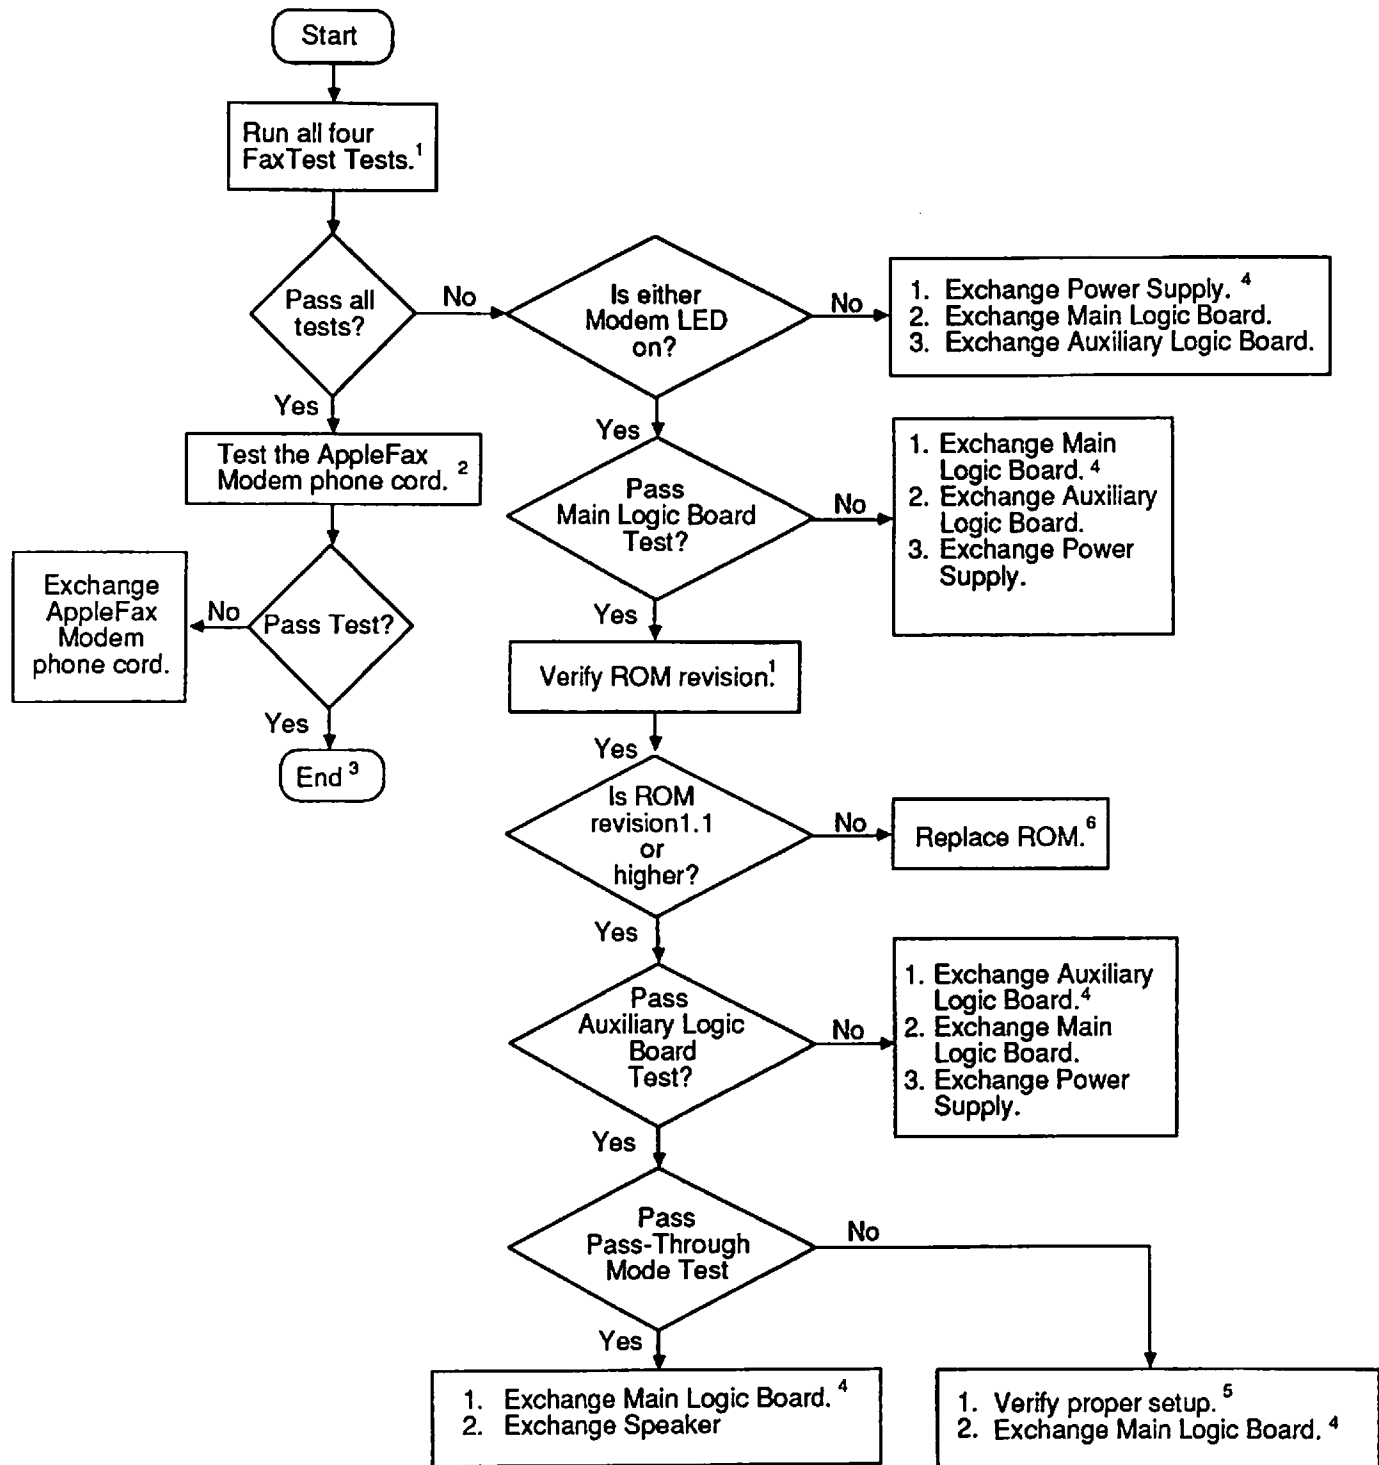 Start
Run all four
FaxTest Tests.1
Pass all
tests?
No
Is either
Modem LED
on?
No
1. Exchange Power Supply. 4
2. Exchange Main Logic Board.
3. Exchange Auxiliary Logic Board.
Yes
Test the AppleFax
Modem phone cord. 2
Yes
Pass
Main Logic Board
Test?
No
1. Exchange Main
Logic Board.4
2. Exchange Auxiliary
Logic Board.
3. Exchange Power
Supply.
Exchange
AppleFax
Modem
phone cord.
No
Pass Test?
Yes
Verify ROM revision.1
Yes
End 3
Yes
Is ROM
revision1.1
or
higher?
No
Replace ROM.6
Yes
Pass
Auxiliary Logic
Board
Test?
No
1. Exchange Auxiliary
Logic Board.4
2. Exchange Main
Logic Board.
3. Exchange Power
Supply.
Yes
Pass
Pass-Through
Mode Test
No
Yes
1. Exchange Main Logic Board. 4
2. Exchange Speaker
1. Verify proper setup. 5
2. Exchange Main Logic Board. 4